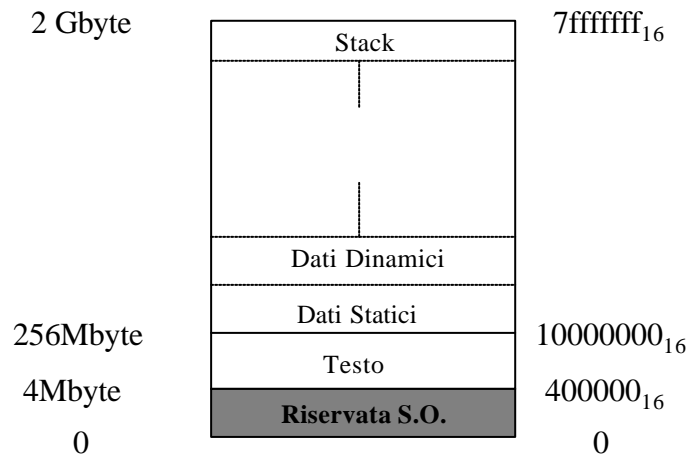 2 Gbyte Stack 7fffffff16
Dati Dinamici
Dati Statici
256Mbyte 1000000016
Testo
4Mbyte 40000016
Riservata S.O.
0 0